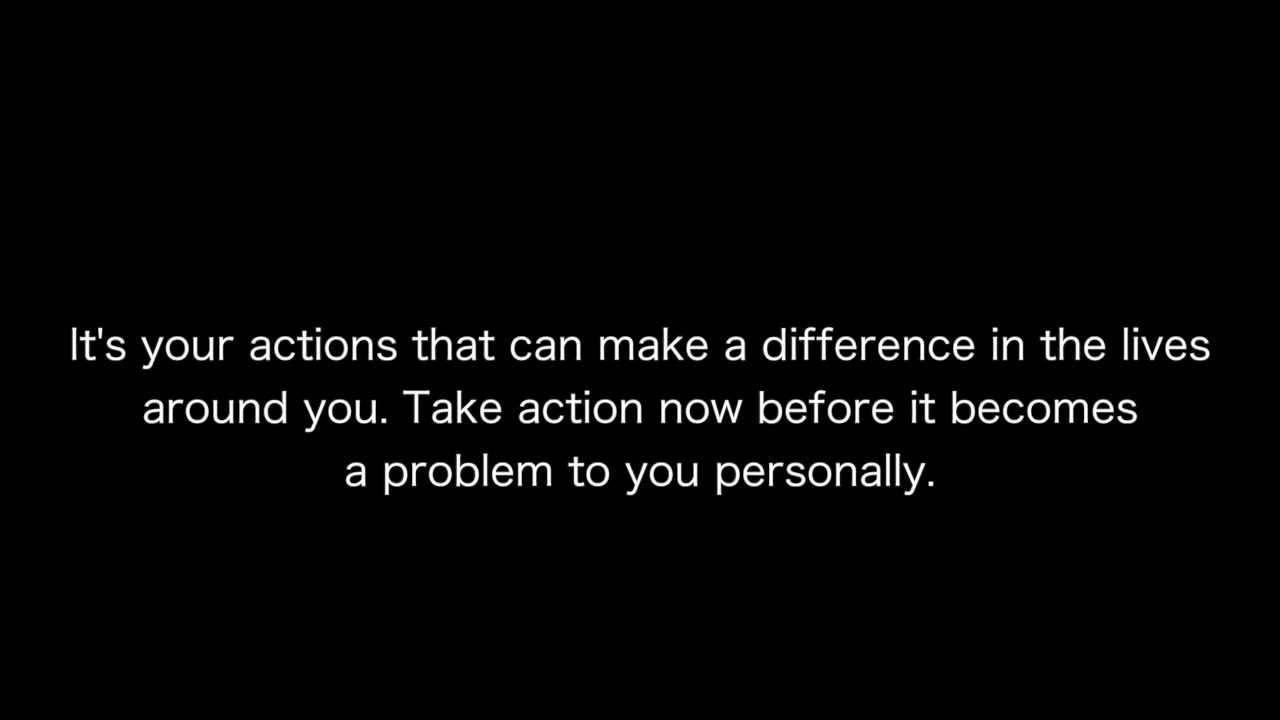 It's your actions that can make a difference in the lives
around you. Take action now before it becomes
a problem to you personally.